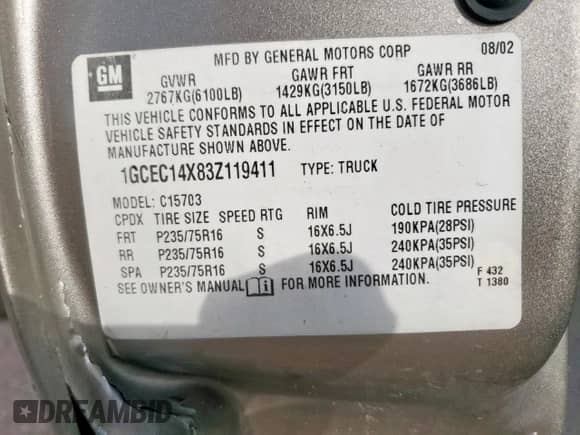 GM
MFD BY GENERAL MOTORS CORP 08/02
GVWR GAWR FRT GAWR RR
2767KG(6100LB) 1429KG(3150LB) 1672KG(3686LB)
THIS VEHICLE CONFORMS TO ALL APPLICABLE U.S. FEDERAL MOTOR
VEHICLE SAFETY STANDARDS IN EFFECT ON THE DATE OF
MANUFACTURE SHOWN ABOVE.
1GCEC14X83Z119411 TYPE: TRUCK
MODEL: C15703
CPDX TIRE SIZE SPEED RTG RIM COLD TIRE PRESSURE
FRT P235/75R16 S 16X6.5J 190KPA(28PSI)
RR P235/75R16 S 16X6.5J 240KPA(35PSI)
SPA P235/75R16 S 16X6.5J 240KPA(35PSI)
SEE OWNER'S MANUAL FOR MORE INFORMATION.
F 432
T 1380
DREAMBID